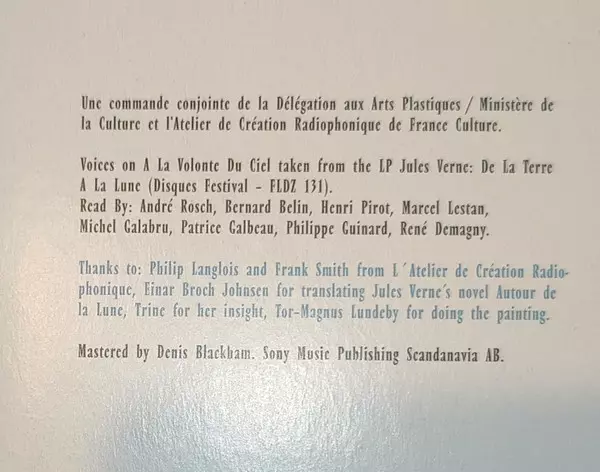 Une commande conjointe de la Délégation aux Arts Plastiques / Ministère de
la Culture et l'Atelier de Création Radiophonique de France Culture.
Voices on A La Volonte Du Ciel taken from the LP Jules Verne: De La Terre
A La Lune (Disques Festival - FLDZ 131).
Read By: André Rosch, Bernard Belin, Henri Pirot, Marcel Lestan,
Michel Galabru, Patrice Galbeau, Philippe Guinard, René Demagny.
Thanks to: Philip Langlois and Frank Smith from L´Atelier de Création Radio-
phonique, Einar Broch Johnsen for translating Jules Verne´s novel Autour de
la Lune, Trine for her insight, Tor-Magnus Lundeby for doing the painting.
Mastered by Denis Blackham. Sony Music Publishing Scandanavia AB.